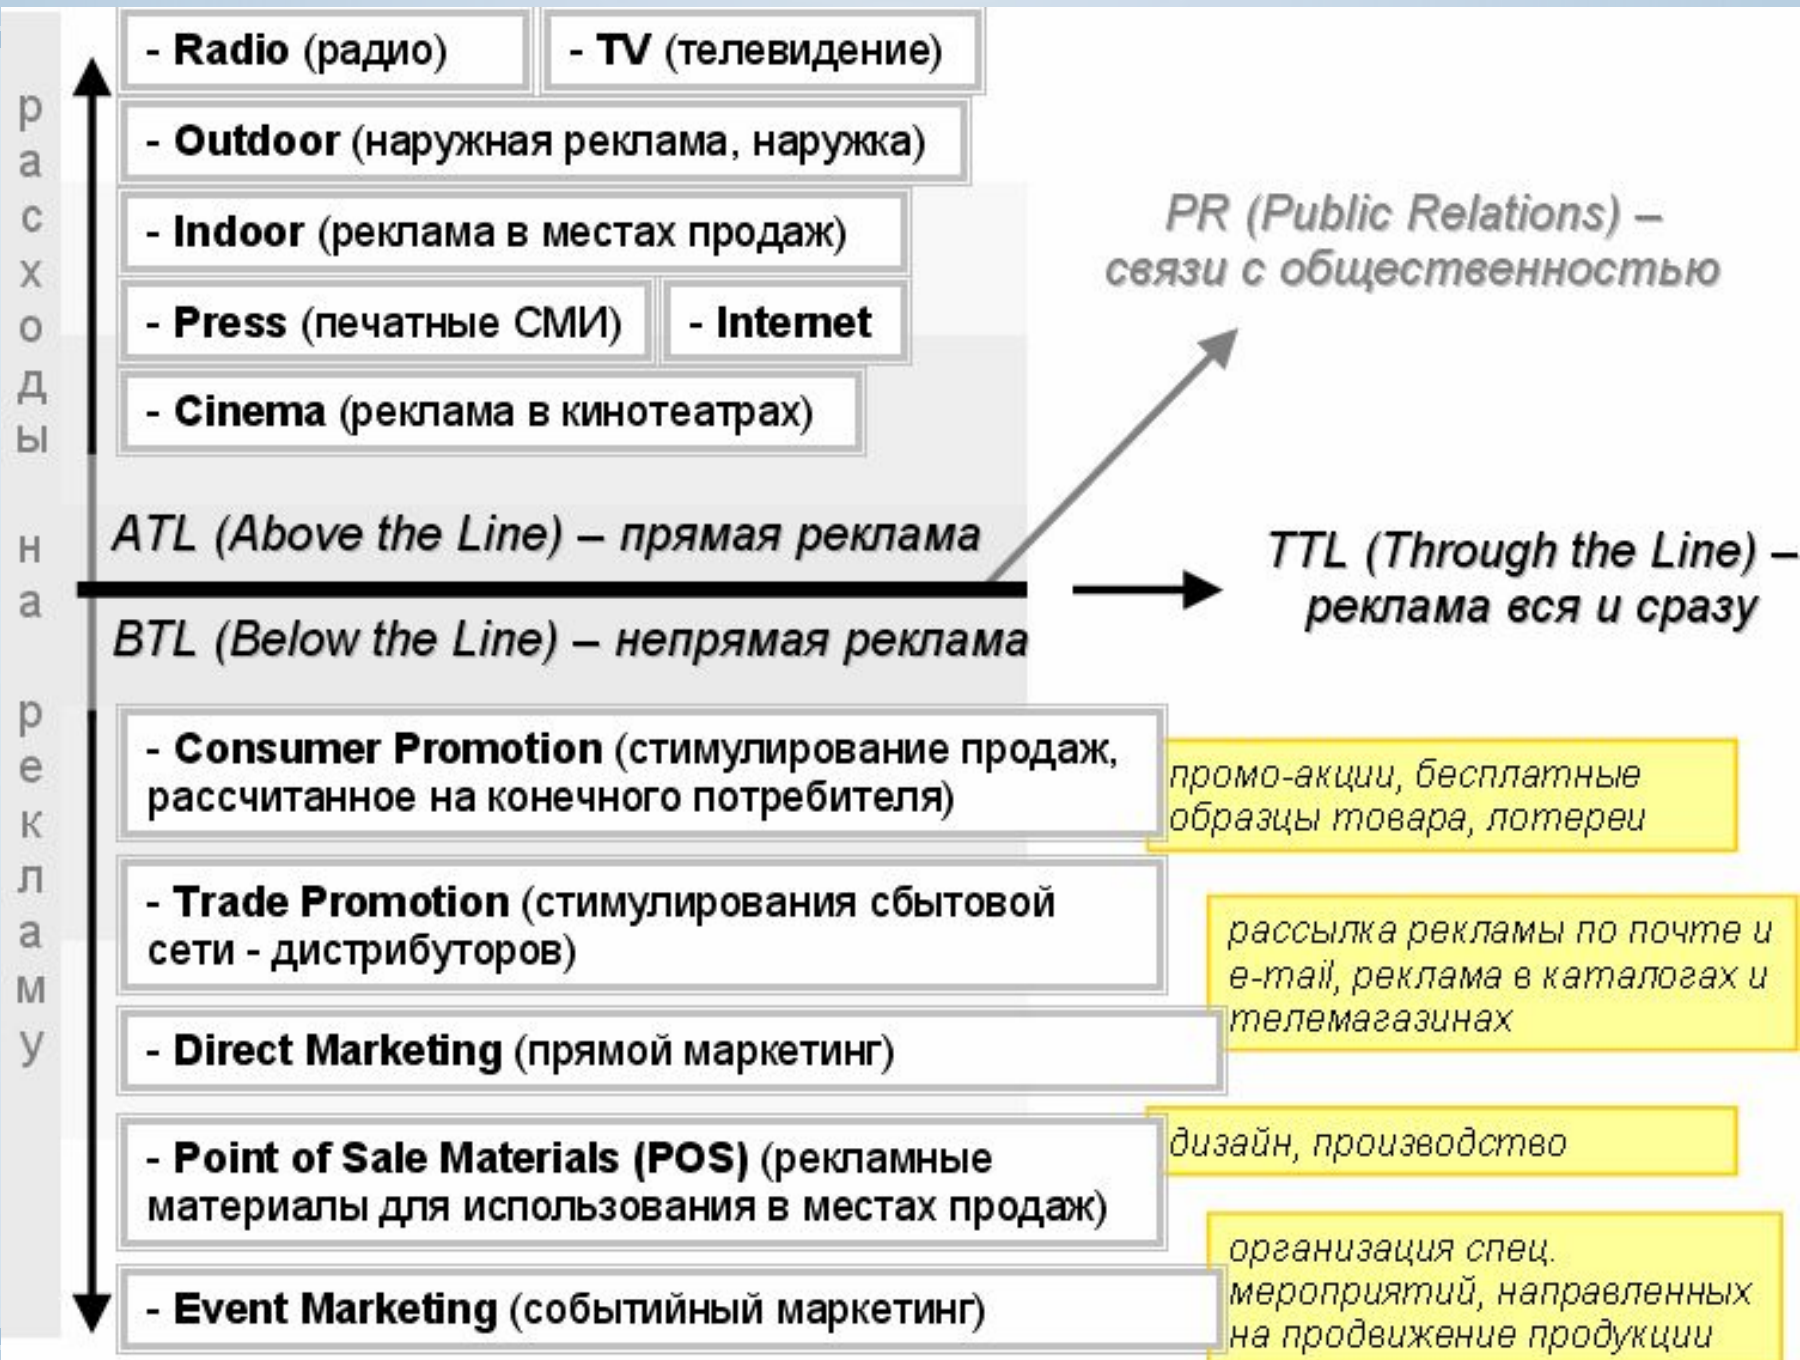 расходы на рекламу
- Radio (радио)
- TV (телевидение)
- Outdoor (наружная реклама, наружка)
- Indoor (реклама в местах продаж)
- Press (печатные СМИ)
- Internet
- Cinema (реклама в кинотеатрах)
PR (Public Relations) –
связи с общественностью
ATL (Above the Line) – прямая реклама
BTL (Below the Line) – непрямая реклама
TTL (Through the Line) –
реклама вся и сразу
- Consumer Promotion (стимулирование продаж,
рассчитанное на конечного потребителя)
промо-акции, бесплатные
образцы товара, лотереи
- Trade Promotion (стимулирования сбытовой
сети - дистрибуторов)
- Direct Marketing (прямой маркетинг)
рассылка рекламы по почте и
e-mail, реклама в каталогах и
телемагазинах
- Point of Sale Materials (POS) (рекламные
материалы для использования в местах продаж)
дизайн, производство
- Event Marketing (событийный маркетинг)
организация спец.
мероприятий, направленных
на продвижение продукции